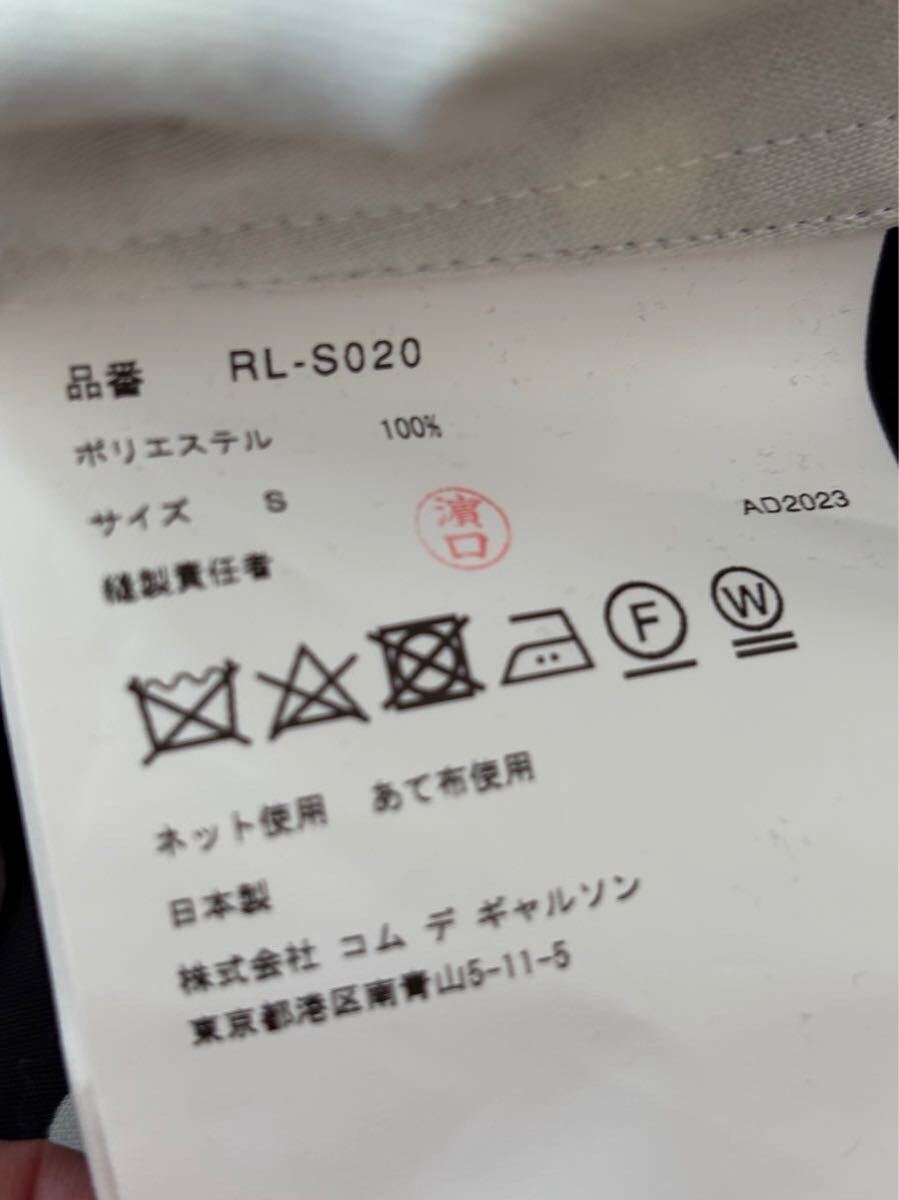 品番 RL-S020
ポリエステル 100%
サイズ S
濱口
AD2023
縫製責任者
F
W
ネット使用 あて布使用
日本製
株式会社 コム デ ギャルソン
東京都港区南青山5-11-5